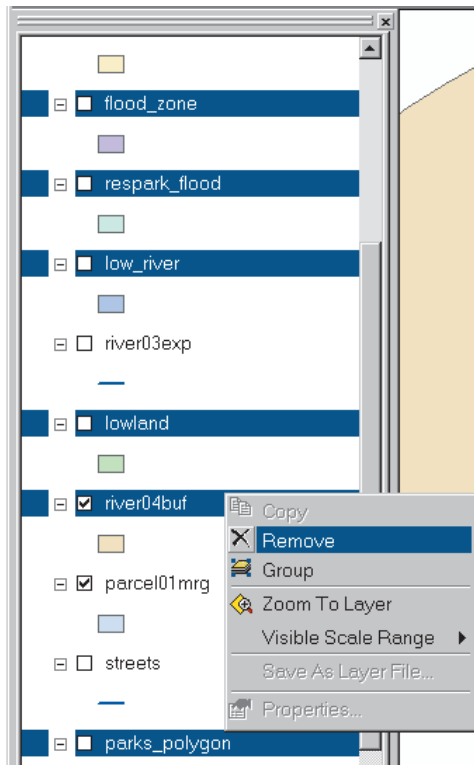 flood_zone
respark_flood
low_river
river03exp
lowland
river04buf
Copy
Remove
Group
Zoom To Layer
Visible Scale Range
Save As Layer File...
Properties...
parcel01mrg
streets
parks_polygon